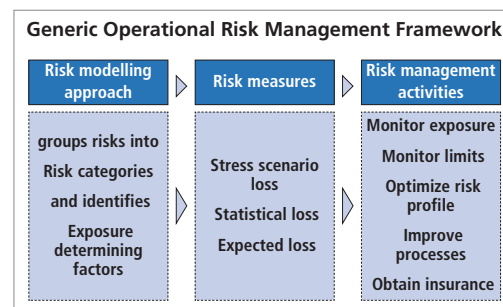 Generic Operational Risk Management Framework
Risk modelling
approach
Risk measures
Risk management
activities
groups risks into
Risk categories
and identifies
Exposure
determining
factors
Stress scenario
loss
Statistical loss
Expected loss
Monitor exposure
Monitor limits
Optimize risk
profile
Improve
processes
Obtain insurance